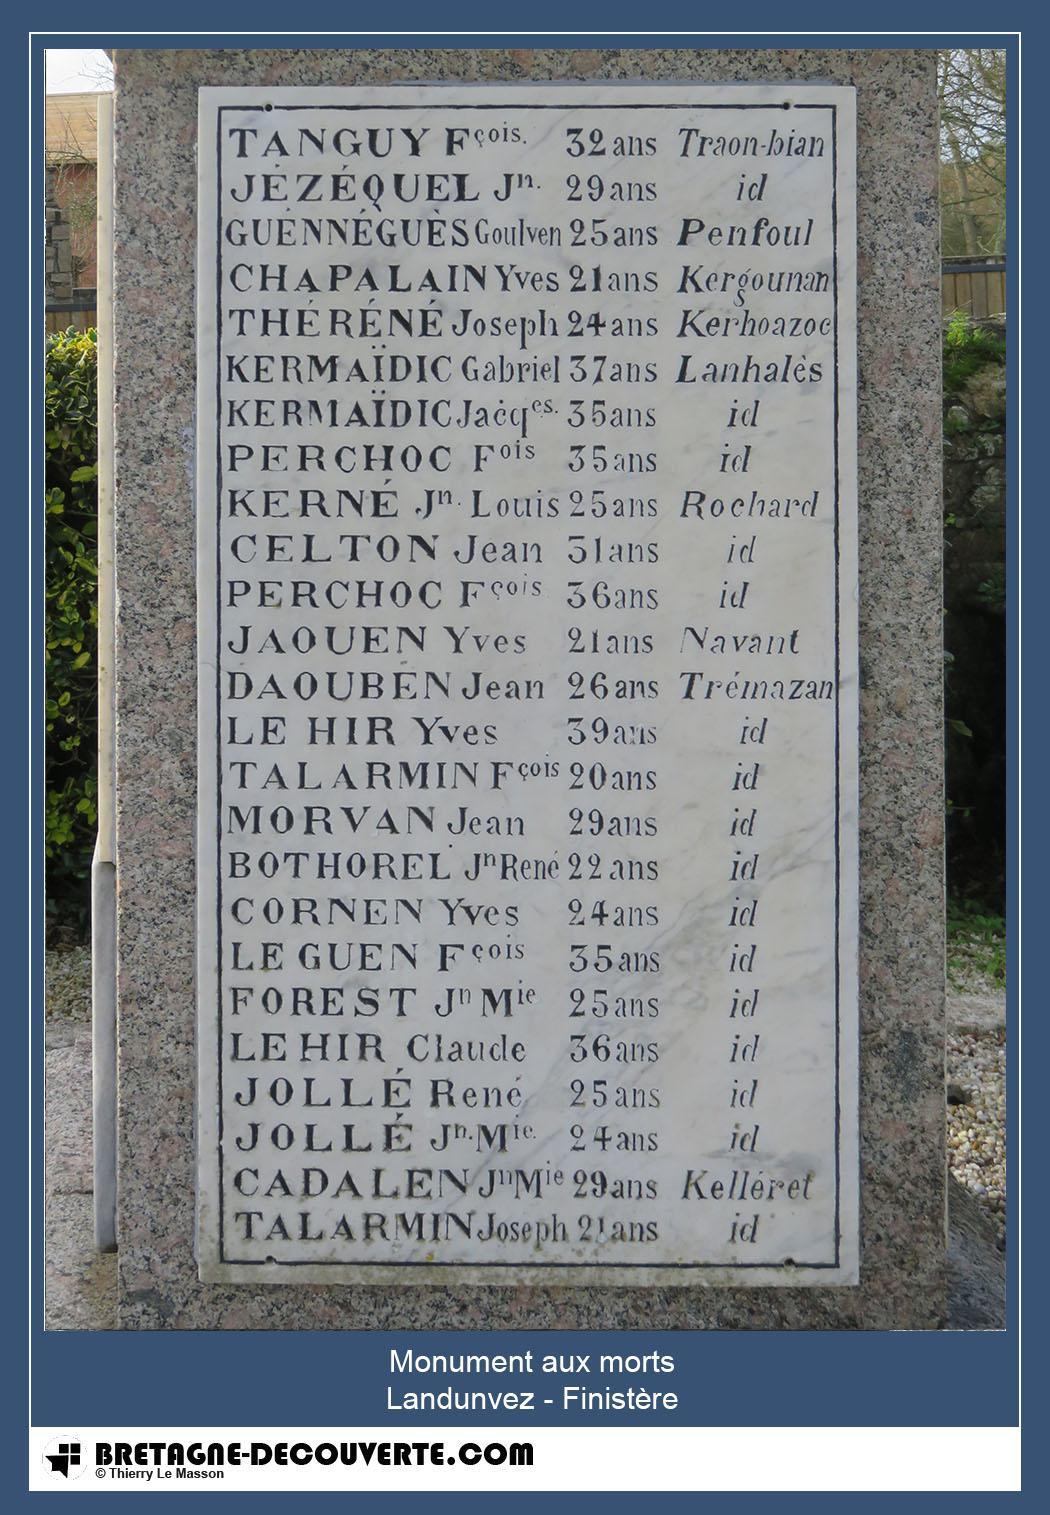 TANGUY Fçois. 32 ans Traon-bian
JÉZÉQUEL Jn. 29 ans id
GUÉNNÉGUÈS Goulven 25 ans Penfoul
CHAPALAIN Yves 21 ans Kergounan
THÉRÉNÉ Joseph 24 ans Kerhoazoc
KERMAÏDIC Gabriel 37 ans Lanhalès
KERMAÏDIC Jacqes. 35 ans id
PERCHOC Fois 35 ans id
KERNÉ Jn. Louis 25 ans Rochard
CELTON Jean 31 ans id
PERCHOC Fçois 36 ans id
JAOUEN Yves 21 ans Navant
DAOUBEN Jean 26 ans Trémazan
LE HIR Yves 39 ans id
TALARMIN Fçois 20 ans id
MORVAN Jean 29 ans id
BOTHOREL Jn René 22 ans id
CORNEN Yves 24 ans id
LE GUEN Fçois 35 ans id
FOREST Jn Mie 25 ans id
LE HIR Claude 36 ans id
JOLLÉ René 25 ans id
JOLLÉ Jn. Mie. 24 ans id
CADALEN Jn Mie 29 ans Kelléret
TALARMIN Joseph 21 ans id
Monument aux morts
Landunvez - Finistère
BRETAGNE-DECOUVERTE.COM
© Thierry Le Masson